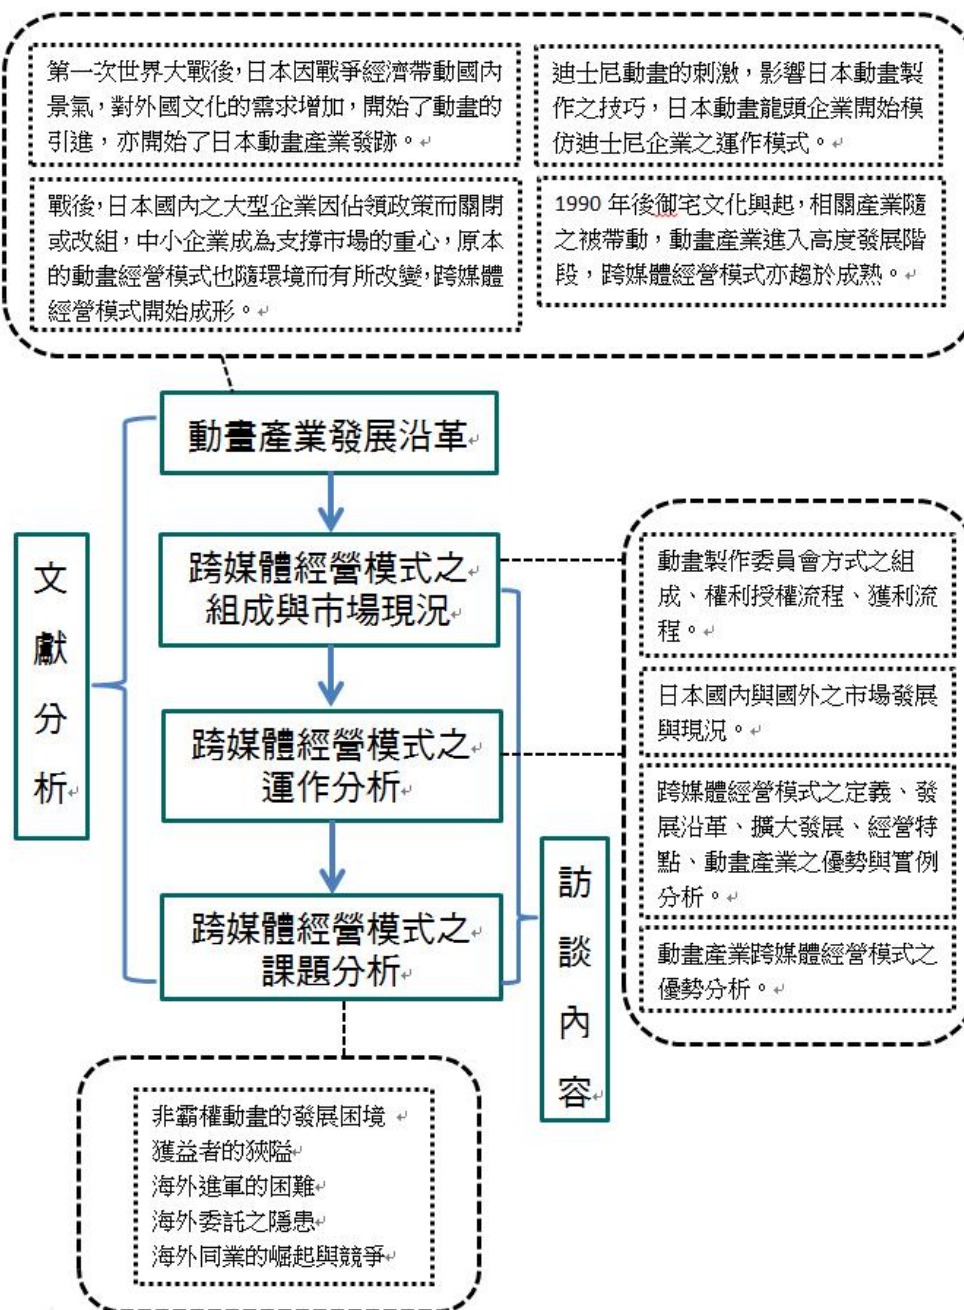 第一次世界大戰後，日本因戰爭經濟帶動國內
景氣，對外國文化的需求增加，開始了動畫的
引進，亦開始了日本動畫產業發跡。
迪士尼動畫的刺激，影響日本動畫製
作之技巧，日本動畫龍頭企業開始模
仿迪士尼企業之運作模式。
戰後，日本國內之大型企業因佔領政策而關閉
或改組，中小企業成為支撐市場的重心，原本
的動畫經營模式也隨環境而有所改變，跨媒體
經營模式開始成形。
1990 年後御宅文化興起，相關產業隨
之被帶動，動畫產業進入高度發展階
段，跨媒體經營模式亦趨於成熟。
動畫產業發展沿革
文
獻
分
析
跨媒體經營模式之
組成與市場現況
動畫製作委員會方式之組
成、權利授權流程、獲利流
程。
日本國內與國外之市場發展
與現況。
跨媒體經營模式之
運作分析
跨媒體經營模式之定義、發
展沿革、擴大發展、經營特
點、動畫產業之優勢與實例
分析。
動畫產業跨媒體經營模式之
優勢分析。
跨媒體經營模式之
課題分析
訪
談
內
容
非霸權動畫的發展困境
獲益者的狹隘
海外進軍的困難
海外委託之隱患
海外同業的崛起與競爭